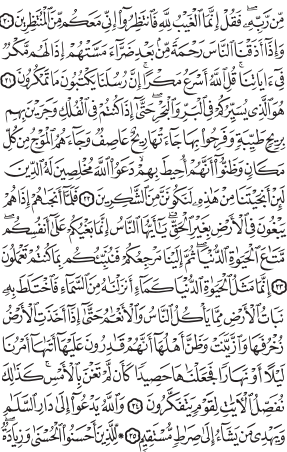 مِّن رَّبِّهِۦ ۖ فَقُلْ إِنَّمَا ٱلْغَيْبُ لِلَّهِ فَٱنتَظِرُوٓا۟ إِنِّى مَعَكُم مِّنَ ٱلْمُنتَظِرِينَ ٢٠
وَإِذَآ أَذَقْنَا ٱلنَّاسَ رَحْمَةً مِّنۢ بَعْدِ ضَرَّآءَ مَسَّتْهُمْ إِذَا لَهُم مَّكْرٌ
فِىٓ ءَايَاتِنَا ۚ قُلِ ٱللَّهُ أَسْرَعُ مَكْرًا ۚ إِنَّ رُسُلَنَا يَكْتُبُونَ مَا تَمْكُرُونَ ٢١
هُوَ ٱلَّذِى يُسَيِّرُكُمْ فِى ٱلْبَرِّ وَٱلْبَحْرِ ۖ حَتَّىٰٓ إِذَا كُنتُمْ فِى ٱلْفُلْكِ وَجَرَيْنَ بِهِم
بِرِيحٍ طَيِّبَةٍ وَفَرِحُوا۟ بِهَا جَآءَتْهَا رِيحٌ عَاصِفٌ وَجَآءَهُمُ ٱلْمَوْجُ مِن كُلِّ
مَكَانٍ وَظَنُّوٓا۟ أَنَّهُمْ أُحِيطَ بِهِمْ ۙ دَعَوُا۟ ٱللَّهَ مُخْلِصِينَ لَهُ ٱلدِّينَ
لَئِنْ أَنجَيْتَنَا مِنْ هَٰذِهِۦ لَنَكُونَنَّ مِنَ ٱلشَّٰكِرِينَ ٢٢ فَلَمَّآ أَنجَىٰهُمْ إِذَا هُمْ
يَبْغُونَ فِى ٱلْأَرْضِ بِغَيْرِ ٱلْحَقِّ ۗ يَٰٓأَيُّهَا ٱلنَّاسُ إِنَّمَا بَغْيُكُمْ عَلَىٰٓ أَنفُسِكُم ۖ
مَّتَٰعَ ٱلْحَيَوٰةِ ٱلدُّنْيَا ۖ ثُمَّ إِلَيْنَا مَرْجِعُكُمْ فَنُنَبِّئُكُم بِمَا كُنتُمْ تَعْمَلُونَ
٢٣ إِنَّمَا مَثَلُ ٱلْحَيَوٰةِ ٱلدُّنْيَا كَمَآءٍ أَنزَلْنَٰهُ مِنَ ٱلسَّمَآءِ فَٱخْتَلَطَ بِهِۦ
نَبَاتُ ٱلْأَرْضِ مِمَّا يَأْكُلُ ٱلنَّاسُ وَٱلْأَنْعَٰمُ حَتَّىٰٓ إِذَآ أَخَذَتِ ٱلْأَرْضُ
زُخْرُفَهَا وَٱزَّيَّنَتْ وَظَنَّ أَهْلُهَآ أَنَّهُمْ قَٰدِرُونَ عَلَيْهَآ أَتَىٰهَآ أَمْرُنَا
لَيْلًا أَوْ نَهَارًا فَجَعَلْنَٰهَا حَصِيدًا كَأَن لَّمْ تَغْنَ بِٱلْأَمْسِ ۚ كَذَٰلِكَ
نُفَصِّلُ ٱلْآيَٰتِ لِقَوْمٍ يَتَفَكَّرُونَ ٢٤ وَٱللَّهُ يَدْعُوٓا۟ إِلَىٰ دَارِ ٱلسَّلَٰمِ
وَيَهْدِى مَن يَشَآءُ إِلَىٰ صِرَٰطٍ مُّسْتَقِيمٍ ٢٥ ۞ لِّلَّذِينَ أَحْسَنُوا۟ ٱلْحُسْنَىٰ وَزِيَادَةٌ ۖ